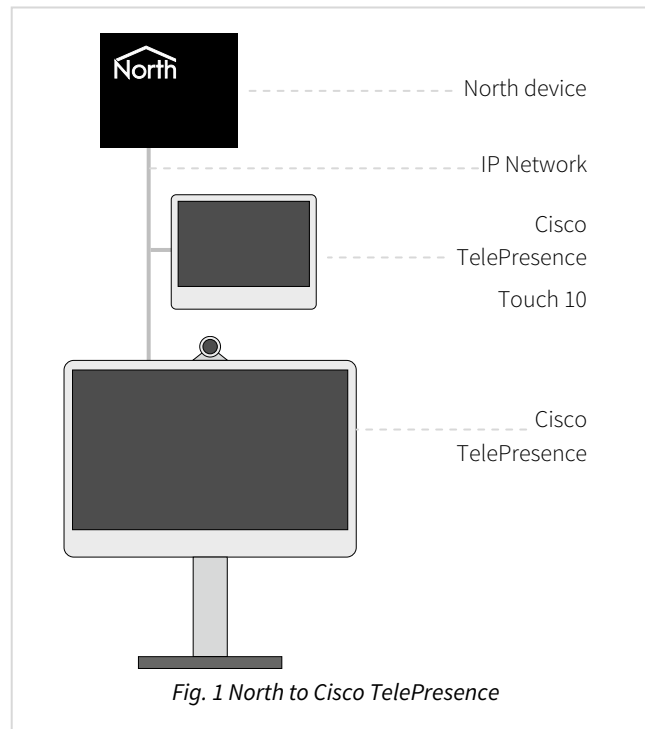 North
North device
IP Network
Cisco
TelePresence
Touch 10
Cisco
TelePresence
Fig. 1 North to Cisco TelePresence